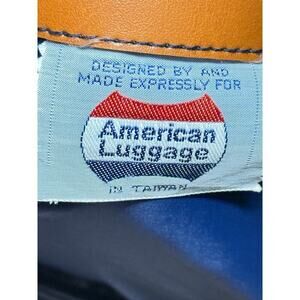 DESIGNED BY AND
MADE EXPRESSLY FOR
American
Luggage
IN TAIWAN